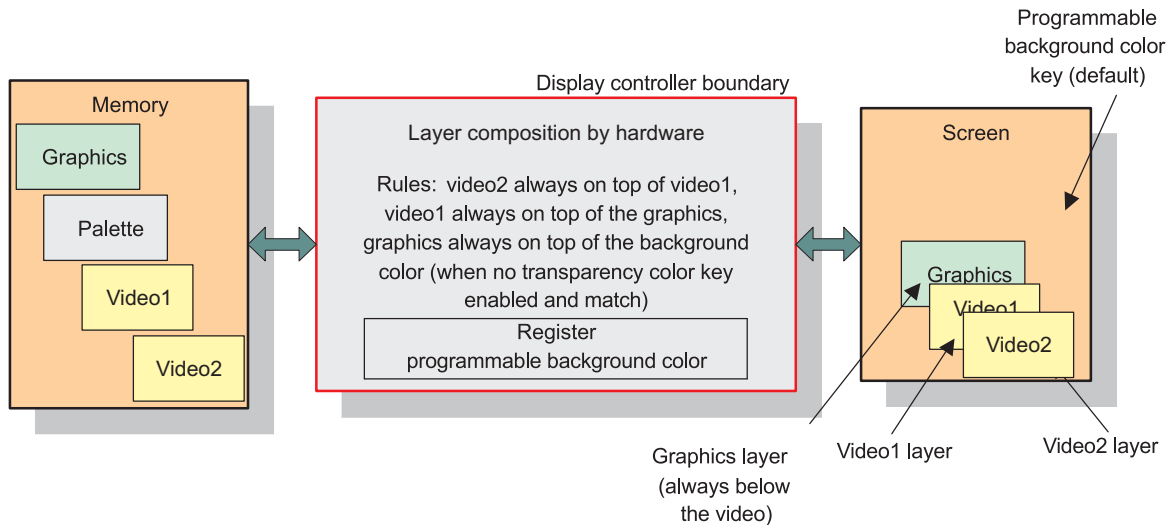 Programmable
background color
key (default)
Display controller boundary
Memory
Graphics
Palette
Video1
Video2
Layer composition by hardware
Rules: video2 always on top of video1,
video1 always on top of the graphics,
graphics always on top of the background
color (when no transparency color key
enabled and match)
Register
programmable background color
Screen
Graphics
Video1
Video2
Graphics layer
(always below
the video)
Video1 layer
Video2 layer